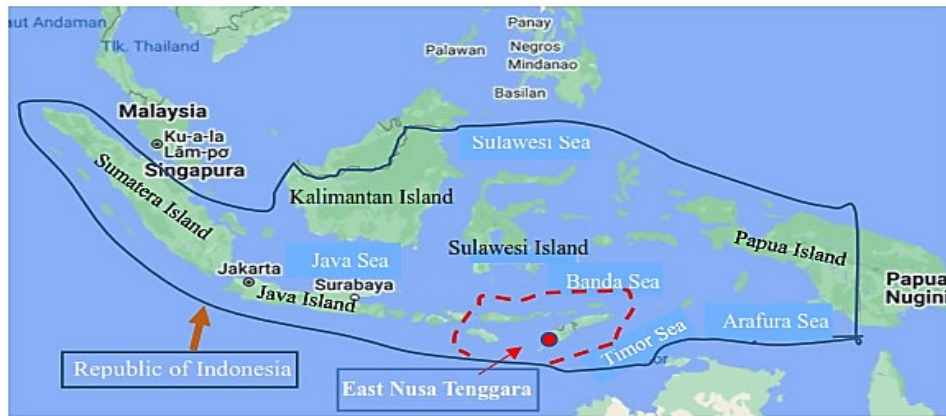 aut Andaman
Tlk. Thailand
Palawan
Panay
Negros
Mindanao
Basilan
Malaysia
Ku-a-la
Lăm-pơ
Singapura
Sulawesi Sea
Sumatera Island
Kalimantan Island
Sulawesi Island
Papua Island
Java Sea
Jakarta
Surabaya
Java Island
Banda Sea
Papua
Nugini
Timor Sea
Arafura Sea
or
Republic of Indonesia
East Nusa Tenggara